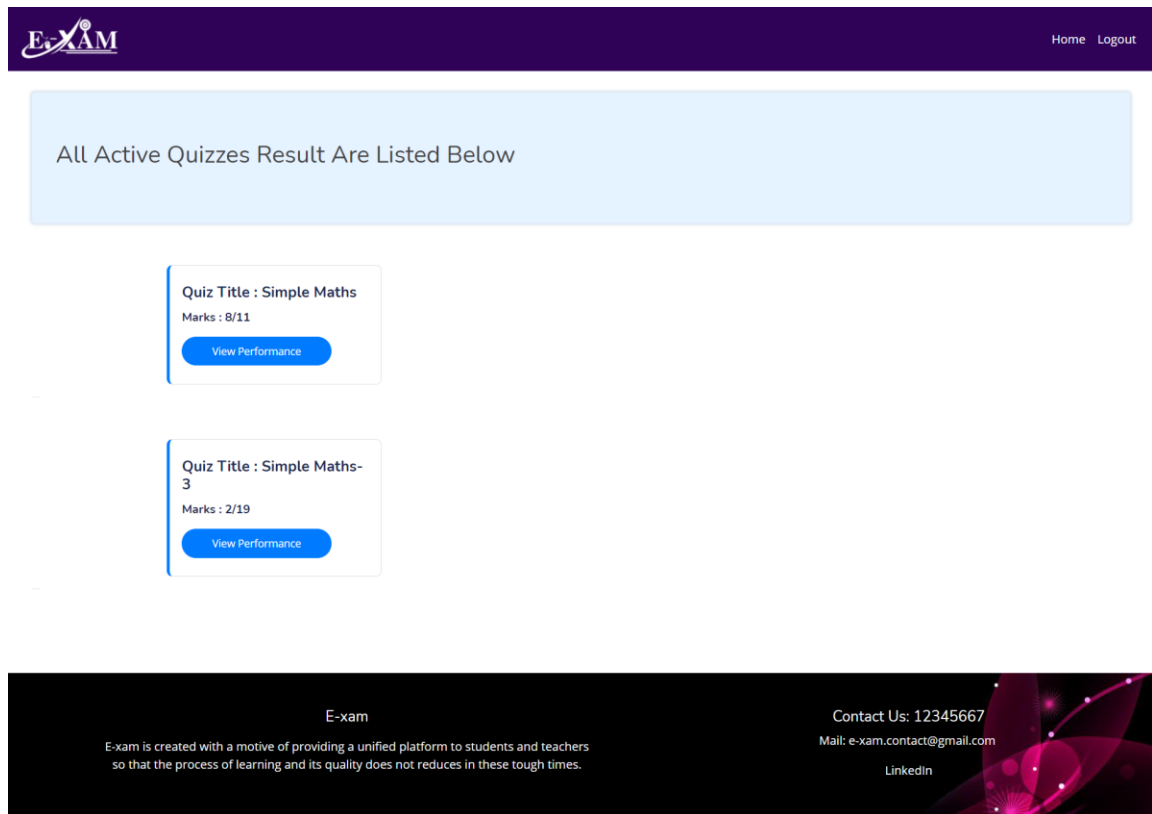 E-XAM
Home Logout
All Active Quizzes Result Are Listed Below
Quiz Title : Simple Maths
Marks : 8/11
View Performance
Quiz Title : Simple Maths-
3
Marks : 2/19
View Performance
E-xam
E-xam is created with a motive of providing a unified platform to students and teachers
so that the process of learning and its quality does not reduces in these tough times.
Contact Us: 12345667
Mail: e-xam.contact@gmail.com
LinkedIn